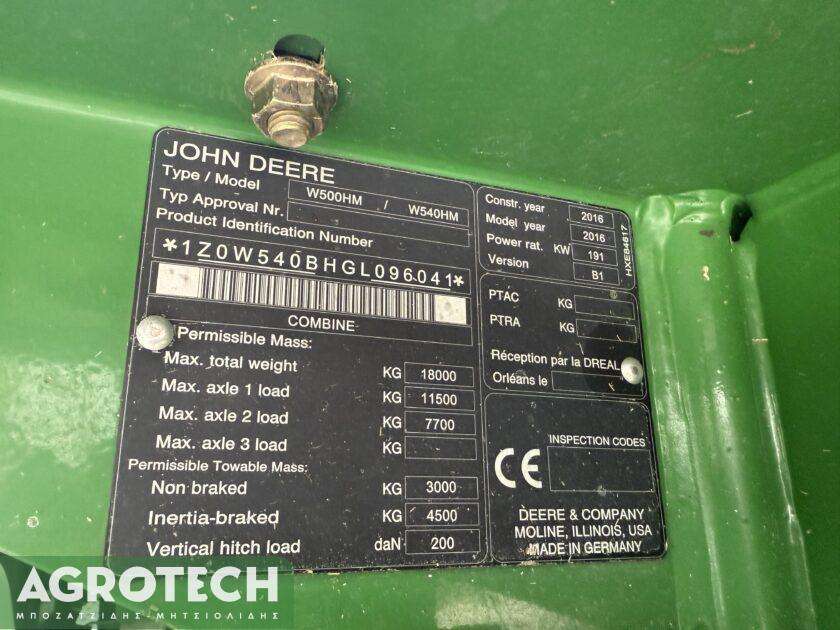 JOHN DEERE
Type / Model W500HM / W540HM
Typ Approval Nr.
Product Identification Number
*1Z0W540BHGL096041*
COMBINE
Permissible Mass:
Max. total weight KG 18000
Max. axle 1 load KG 11500
Max. axle 2 load KG 7700
Max. axle 3 load KG
Permissible Towable Mass:
Non braked KG 3000
Inertia-braked KG 4500
Vertical hitch load daN 200
Constr. year 2016
Model year 2016
Power rat. KW 191
Version B1
HXE84817
PTAC KG
PTRA KG
Réception par la DREAL
Orléans le
CE
INSPECTION CODES
DEERE & COMPANY
MOLINE, ILLINOIS, USA
MADE IN GERMANY
AGROTECH
ΜΠΟΖΑΤΖΙΔΗΣ-ΜΗΤΣΙΟΛΙΔΗΣ